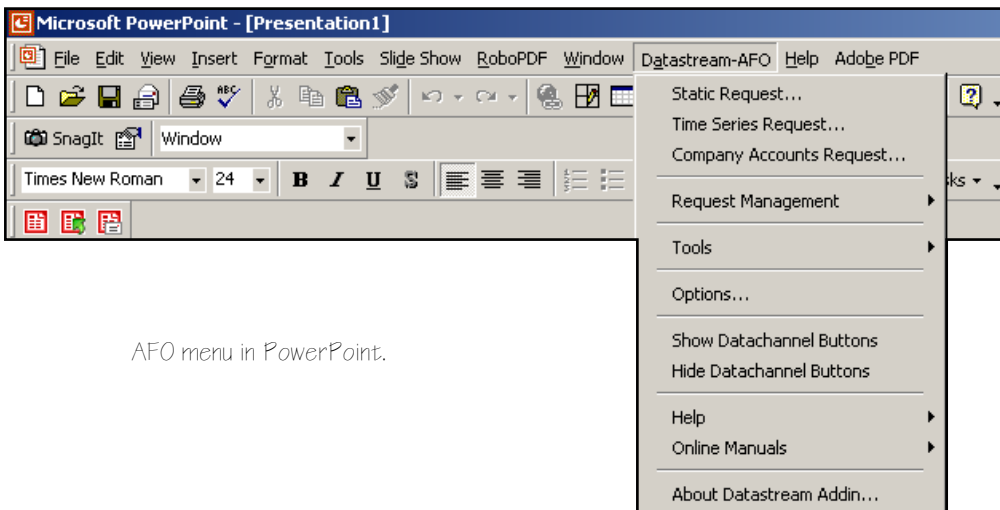 Microsoft PowerPoint - [Presentation1]
File Edit View Insert Format Tools Slide Show RoboPDF Window Datastream-AFO Help Adobe PDF
ABC
SnagIt Window
Times New Roman 24 B I U S
ks
Static Request...
Time Series Request...
Company Accounts Request...
Request Management
Tools
Options...
Show Datachannel Buttons
Hide Datachannel Buttons
Help
Online Manuals
About Datastream Addin...
AFO menu in PowerPoint.